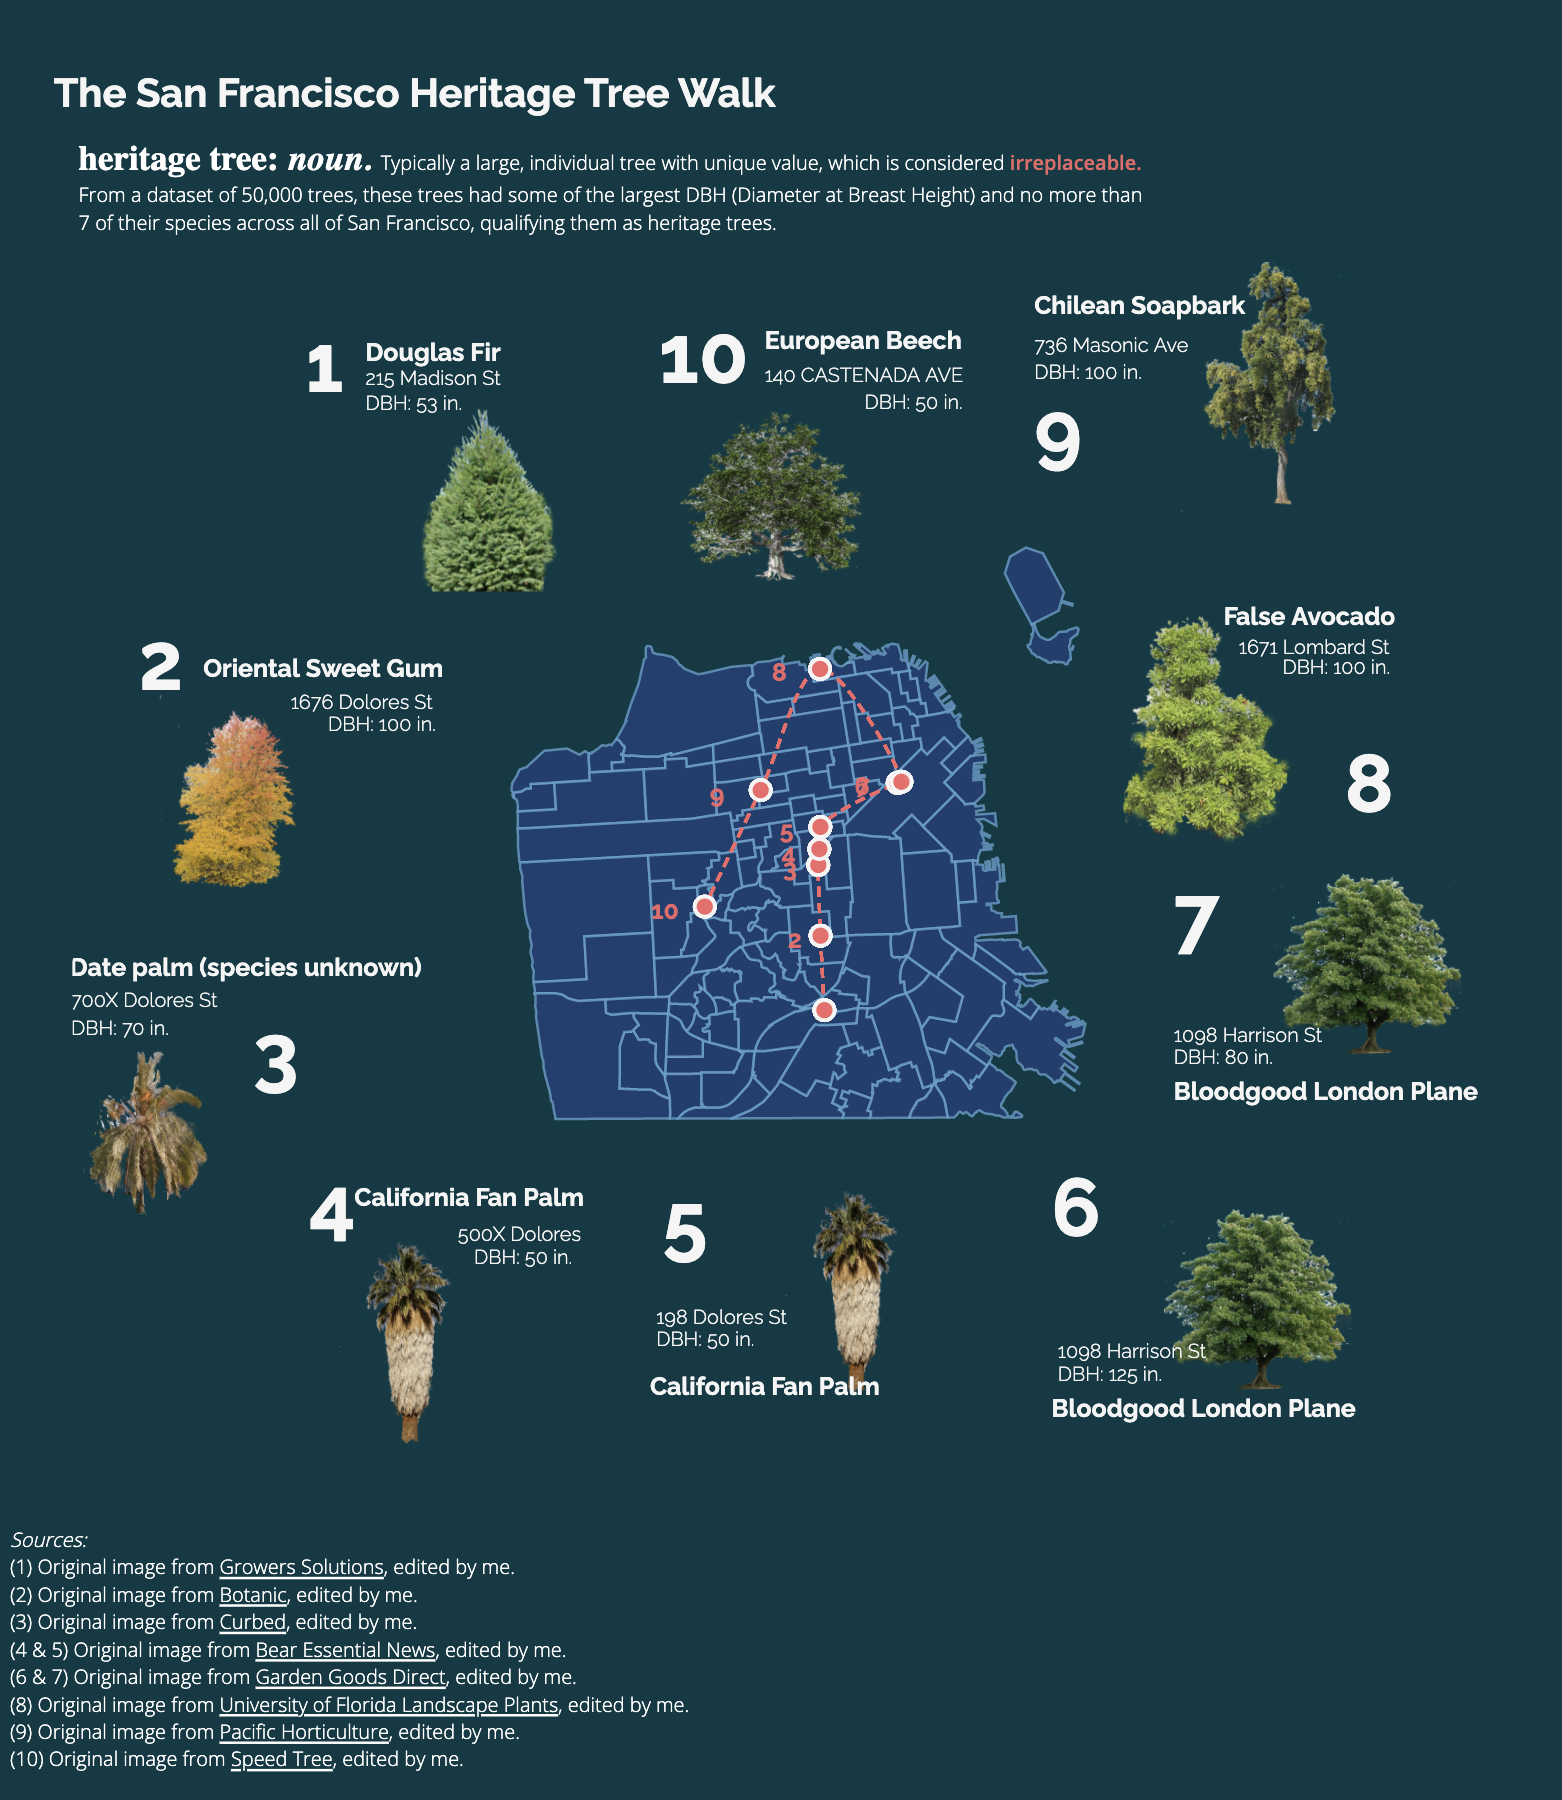 The San Francisco Heritage Tree Walk
heritage tree: noun. Typically a large, individual tree with unique value, which is considered irreplaceable.
From a dataset of 50,000 trees, these trees had some of the largest DBH (Diameter at Breast Height) and no more than
7 of their species across all of San Francisco, qualifying them as heritage trees.
1
Douglas Fir
215 Madison St
DBH: 53 in.
10
European Beech
140 CASTENADA AVE
DBH: 50 in.
Chilean Soapbark
736 Masonic Ave
DBH: 100 in.
9
2
Oriental Sweet Gum
1676 Dolores St
DBH: 100 in.
False Avocado
1671 Lombard St
DBH: 100 in.
8
8
9
5
4
3
10
2
7
1098 Harrison St
DBH: 80 in.
Bloodgood London Plane
Date palm (species unknown)
700X Dolores St
DBH: 70 in.
3
4
California Fan Palm
500X Dolores
DBH: 50 in.
5
198 Dolores St
DBH: 50 in.
California Fan Palm
6
1098 Harrison St
DBH: 125 in.
Bloodgood London Plane
Sources:
(1) Original image from Growers Solutions, edited by me.
(2) Original image from Botanic, edited by me.
(3) Original image from Curbed, edited by me.
(4 & 5) Original image from Bear Essential News, edited by me.
(6 & 7) Original image from Garden Goods Direct, edited by me.
(8) Original image from University of Florida Landscape Plants, edited by me.
(9) Original image from Pacific Horticulture, edited by me.
(10) Original image from Speed Tree, edited by me.